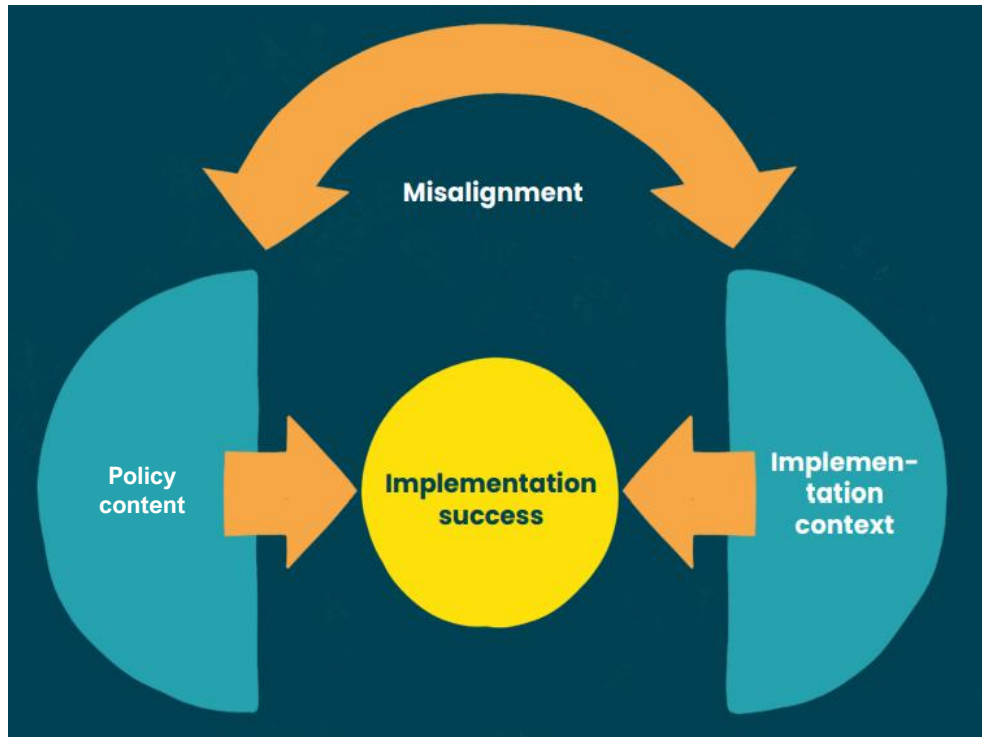 Misalignment
Policy
content
Implementation
success
Implemen-
tation
context